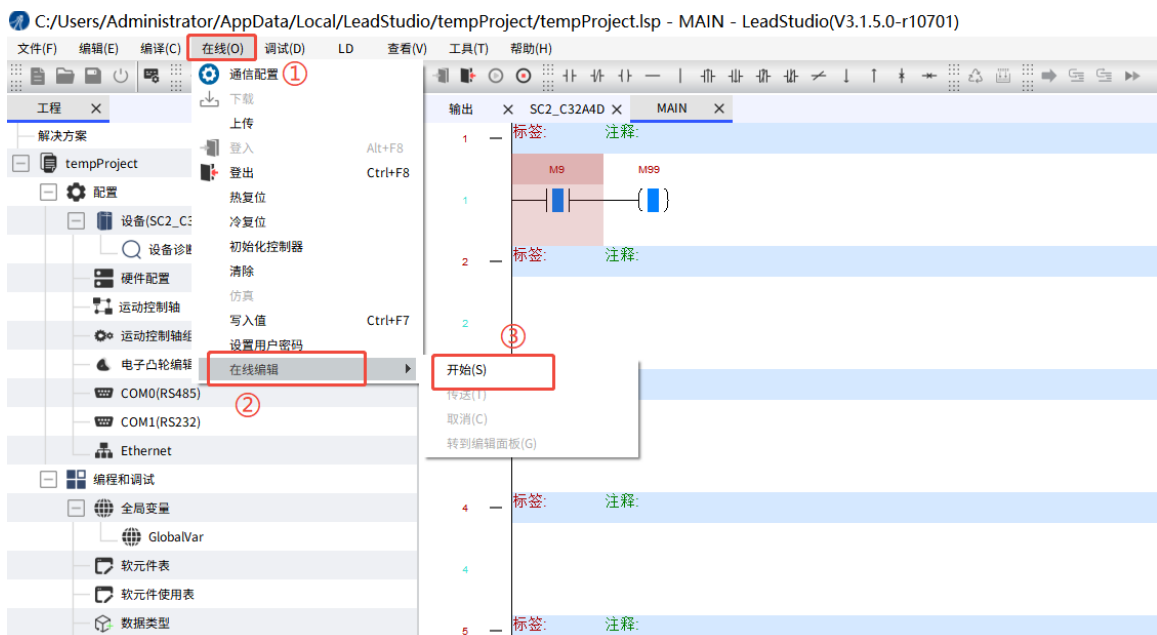 C:/Users/Administrator/AppData/Local/LeadStudio/tempProject/tempProject.lsp - MAIN - LeadStudio(V3.1.5.0-r10701)
文件(F) 编辑(E) 编译(C) 在线(O) 调试(D) LD 查看(V) 工具(T) 帮助(H)
通信配置 ①
下载
上传
登入 Alt+F8
登出 Ctrl+F8
热复位
冷复位
初始化控制器
清除
仿真
写入值 Ctrl+F7
设置用户密码
在线编辑
②
③
开始(S)
传送(T)
取消(C)
转到编辑面板(G)
工程
解决方案
tempProject
配置
设备(SC2_C3
设备诊断
硬件配置
运动控制轴
运动控制轴组
电子凸轮编辑
COM0(RS485)
COM1(RS232)
Ethernet
编程和调试
全局变量
GlobalVar
软元件表
软元件使用表
数据类型
输出 SC2_C32A4D MAIN
1 标签: 注释:
M9 M99
1
2 标签: 注释:
2
4 标签: 注释:
4
5 标签: 注释: